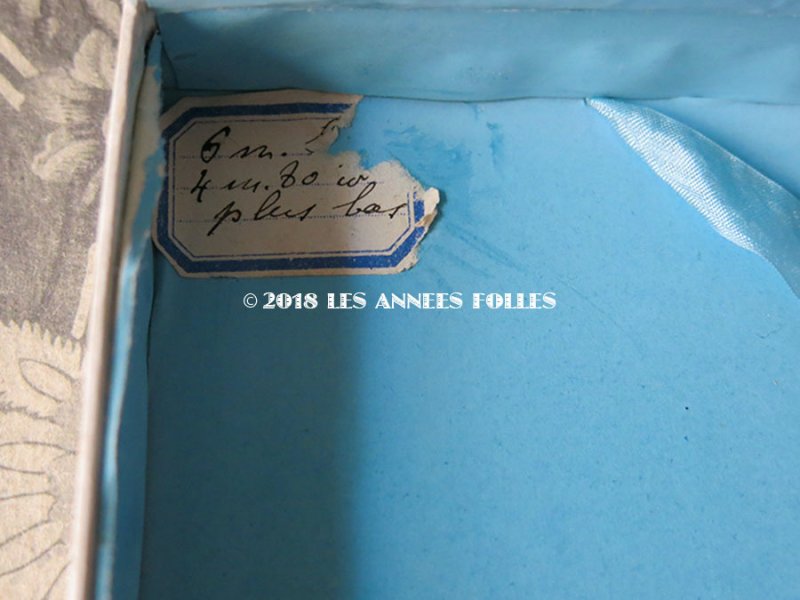 6 m.
4 m. 80
plus bas
© 2018 LES ANNEES FOLLES